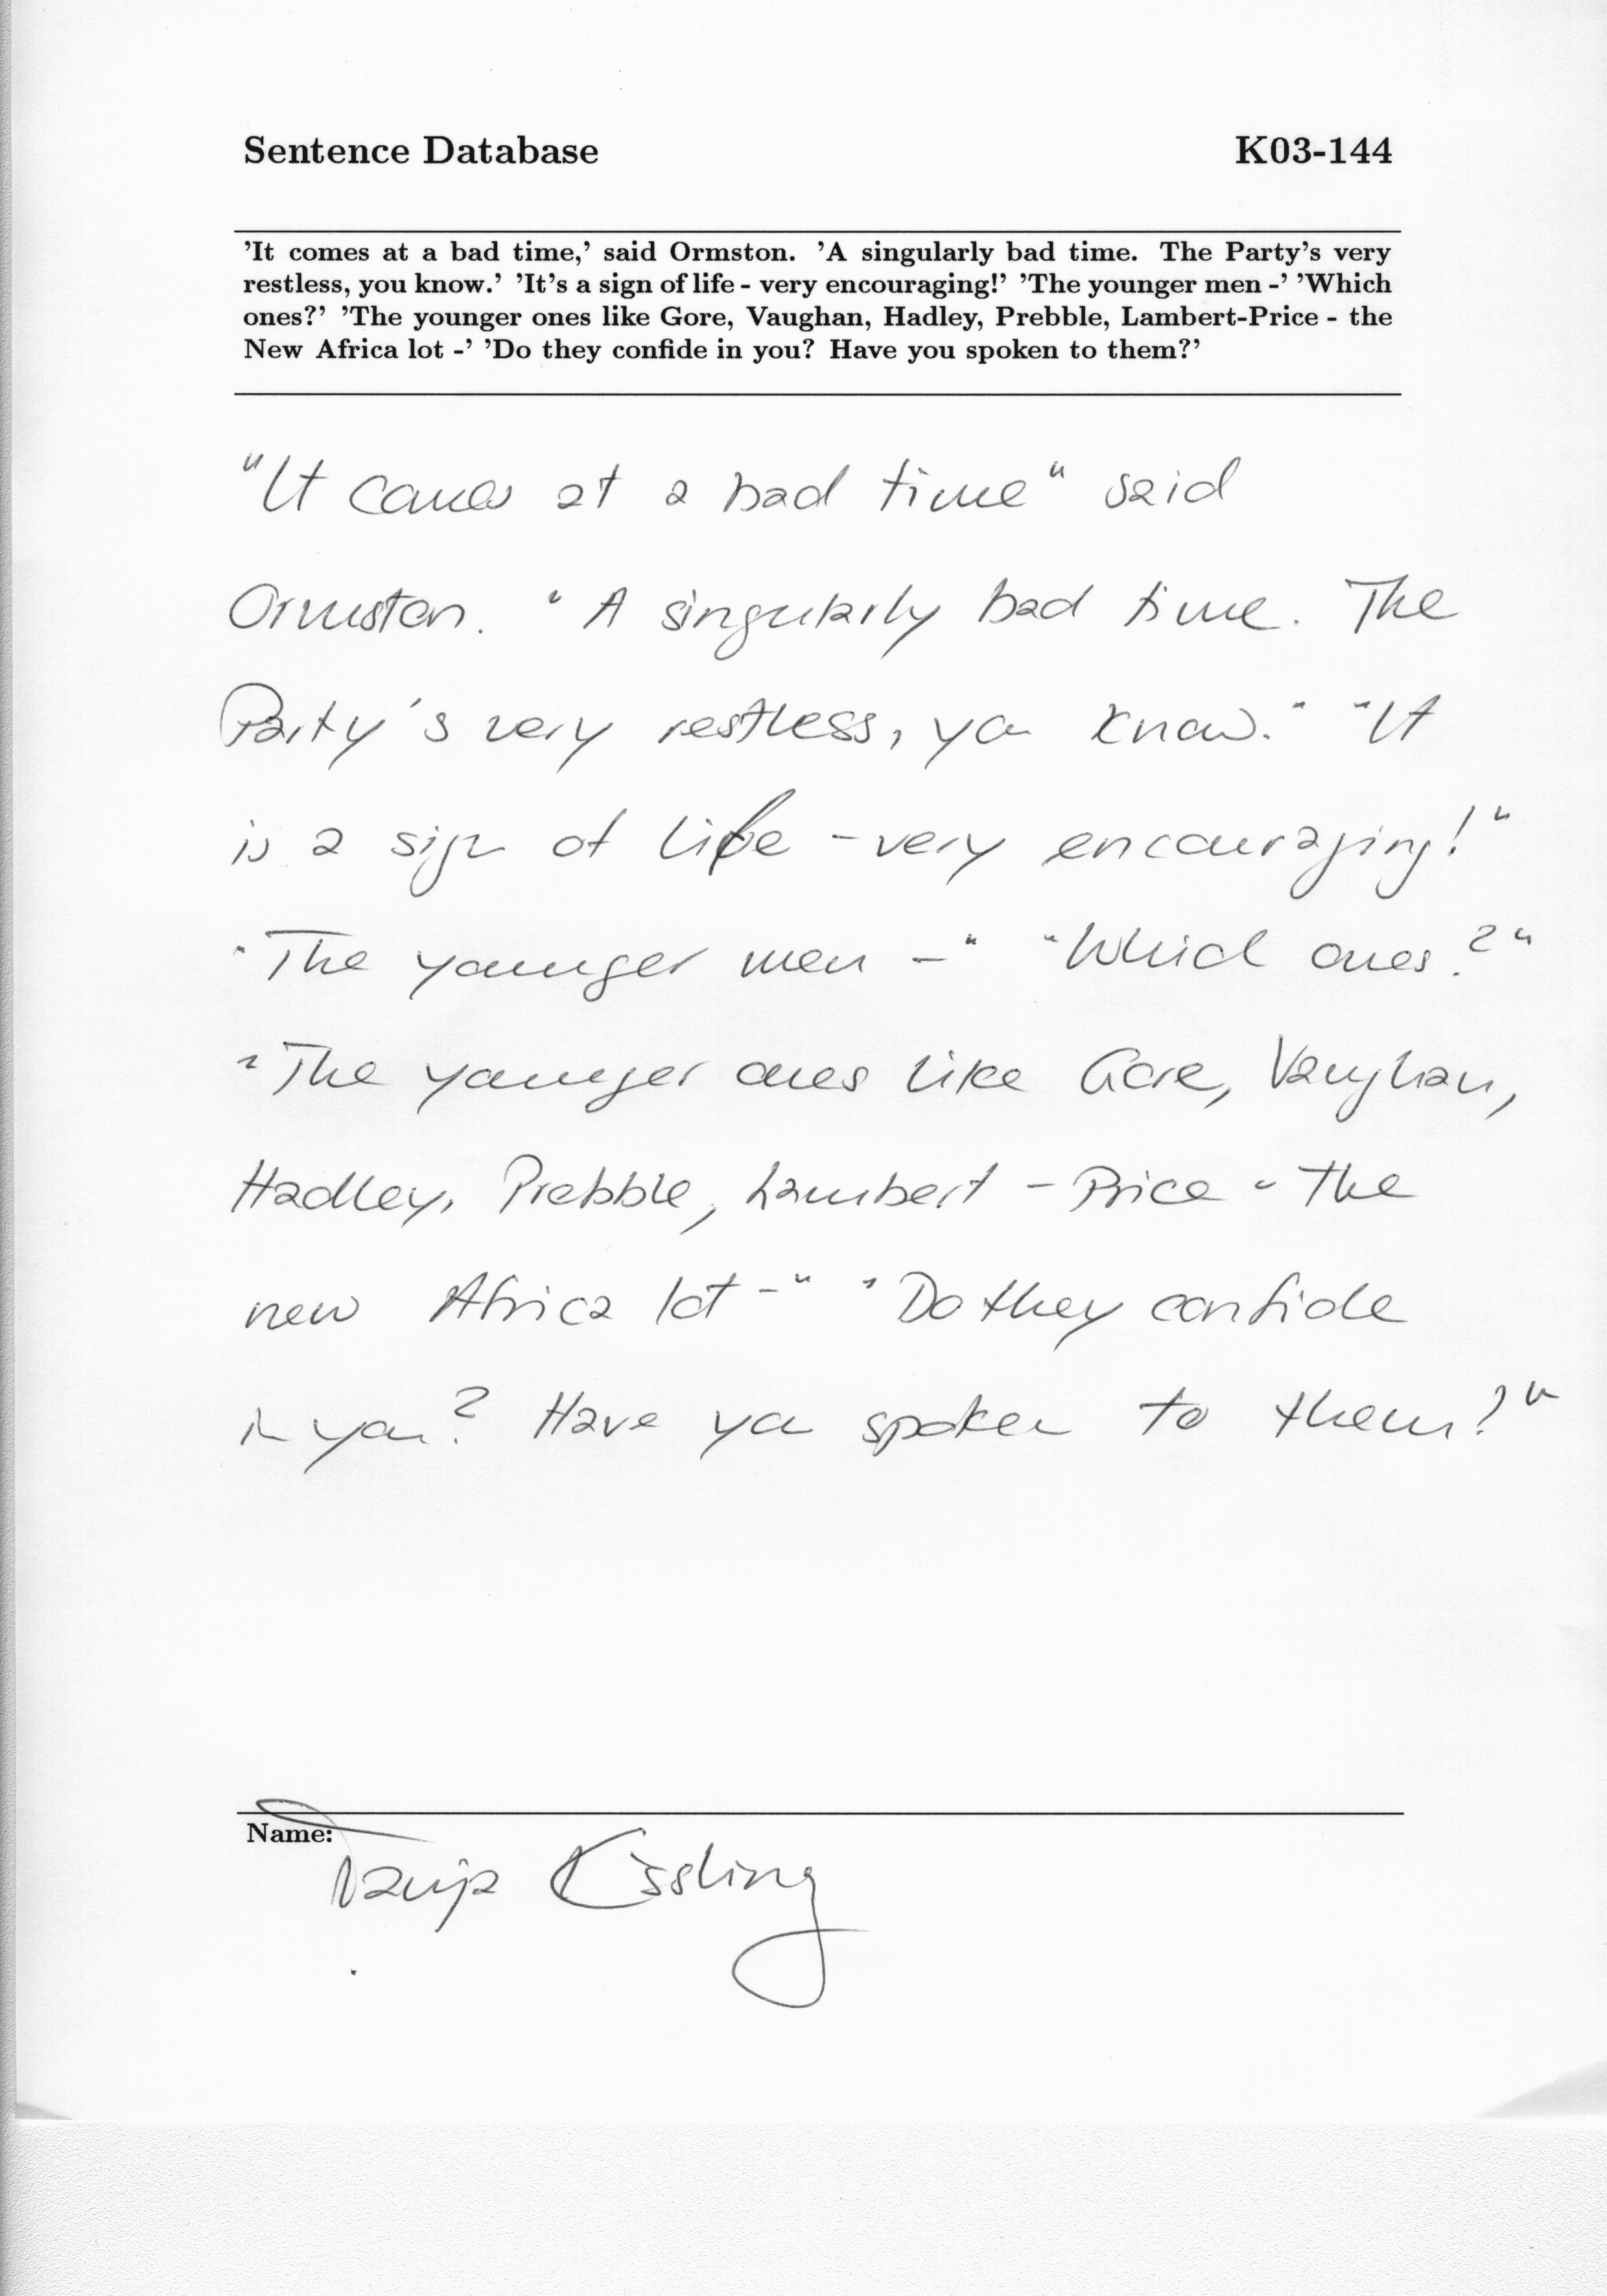 Sentence Database K03-144
'It comes at a bad time,' said Ormston. 'A singularly bad time. The Party's very
restless, you know.' 'It's a sign of life - very encouraging!' 'The younger men -' 'Which
ones?' 'The younger ones like Gore, Vaughan, Hadley, Prebble, Lambert-Price - the
New Africa lot -' 'Do they confide in you? Have you spoken to them?'
"It comes at a bad time" said
Ormston. "A singularly bad time. The
Party's very restless, you know." "It
is a sign of life - very encouraging!"
"The younger men -" "Which ones?"
"The younger ones like Gore, Vaughan,
Hadley, Prebble, Lambert - Price - The
new Africa lot -" "Do they confide
in you? Have you spoken to them?"
Name:
Tanja Kissling